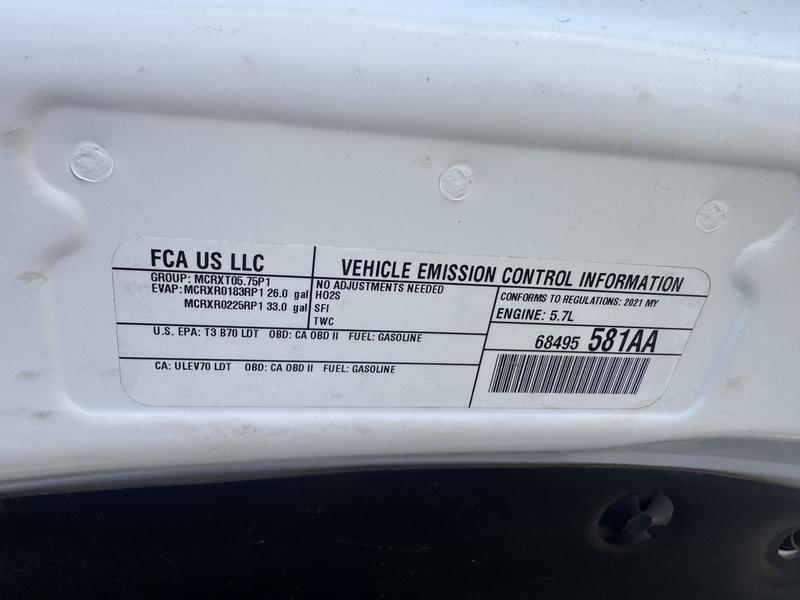 FCA US LLC
VEHICLE EMISSION CONTROL INFORMATION
GROUP: MCRXT05.75P1
EVAP: MCRXR0183RP1 26.0 gal
MCRXR0225RP1 33.0 gal
NO ADJUSTMENTS NEEDED
HO2S
SFI
TWC
CONFORMS TO REGULATIONS: 2021 MY
ENGINE: 5.7L
U.S. EPA: T3 B70 LDT OBD: CA OBD II FUEL: GASOLINE
68495 581AA
CA: ULEV70 LDT OBD: CA OBD II FUEL: GASOLINE